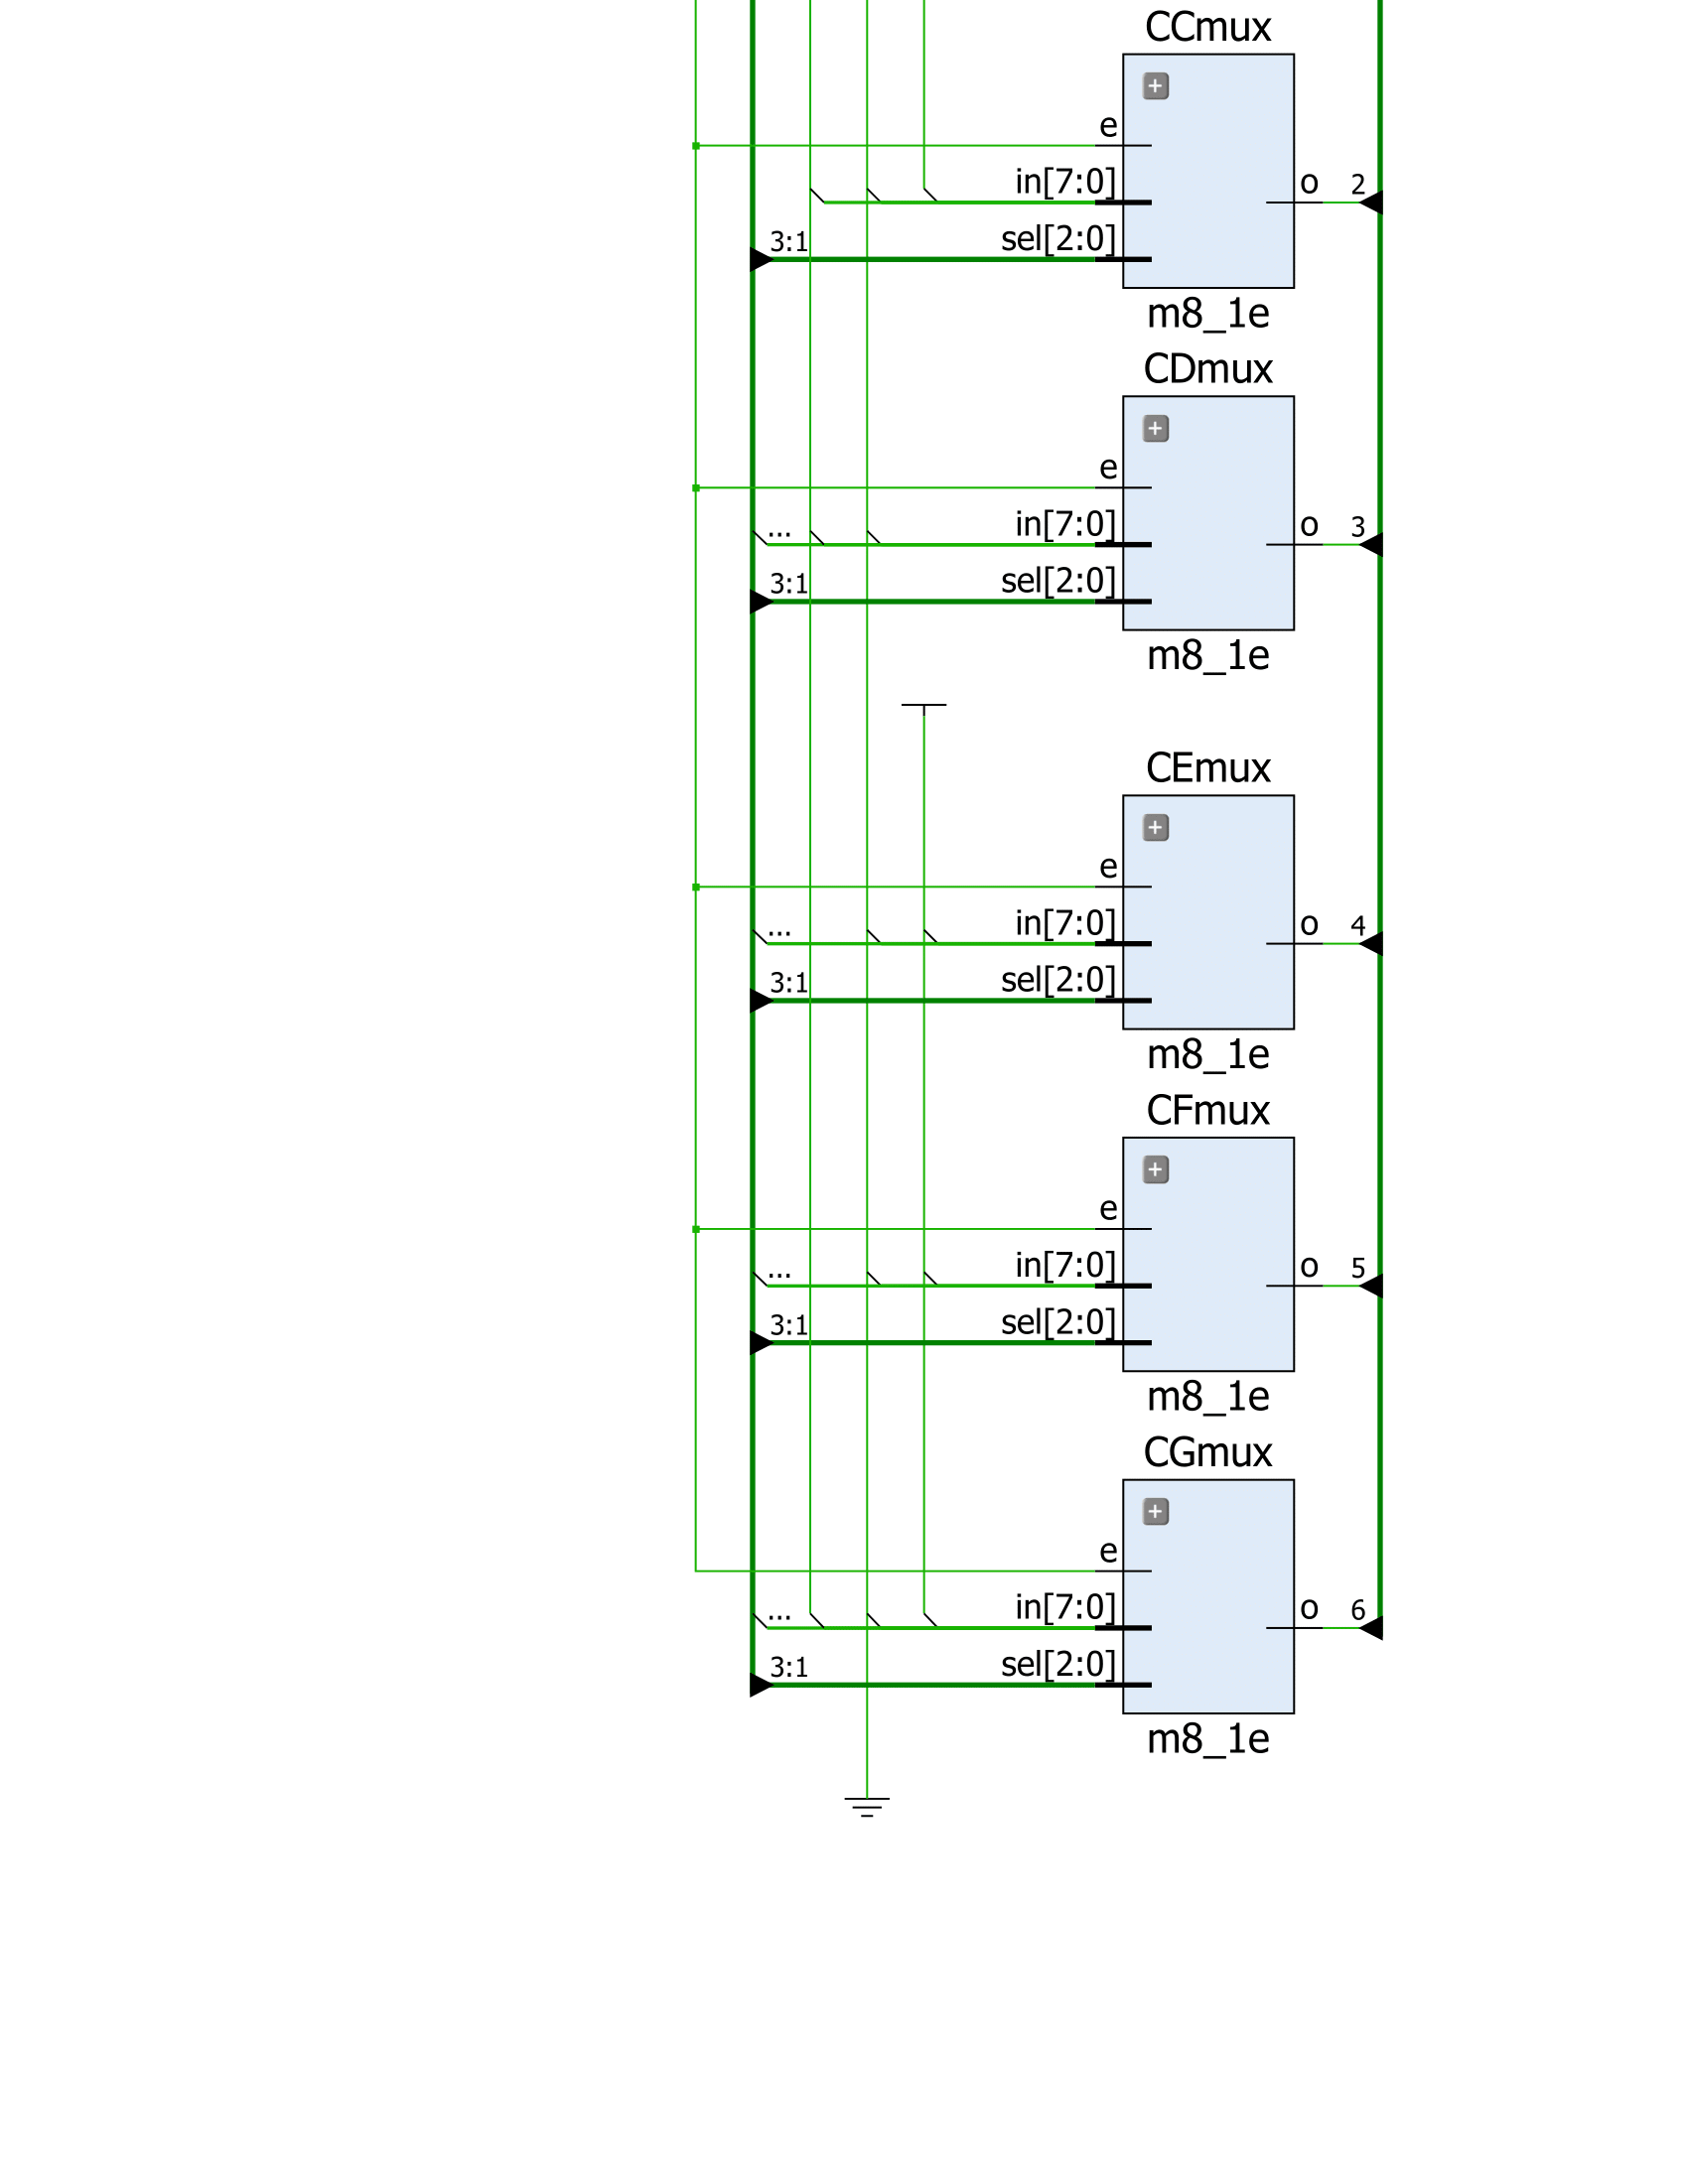 CCmux
e
in[7:0]
o 2
3:1 sel[2:0]
m8_1e
CDmux
e
... in[7:0]
o 3
3:1 sel[2:0]
m8_1e
CEmux
e
... in[7:0]
o 4
3:1 sel[2:0]
m8_1e
CFmux
e
... in[7:0]
o 5
3:1 sel[2:0]
m8_1e
CGmux
e
... in[7:0]
o 6
3:1 sel[2:0]
m8_1e